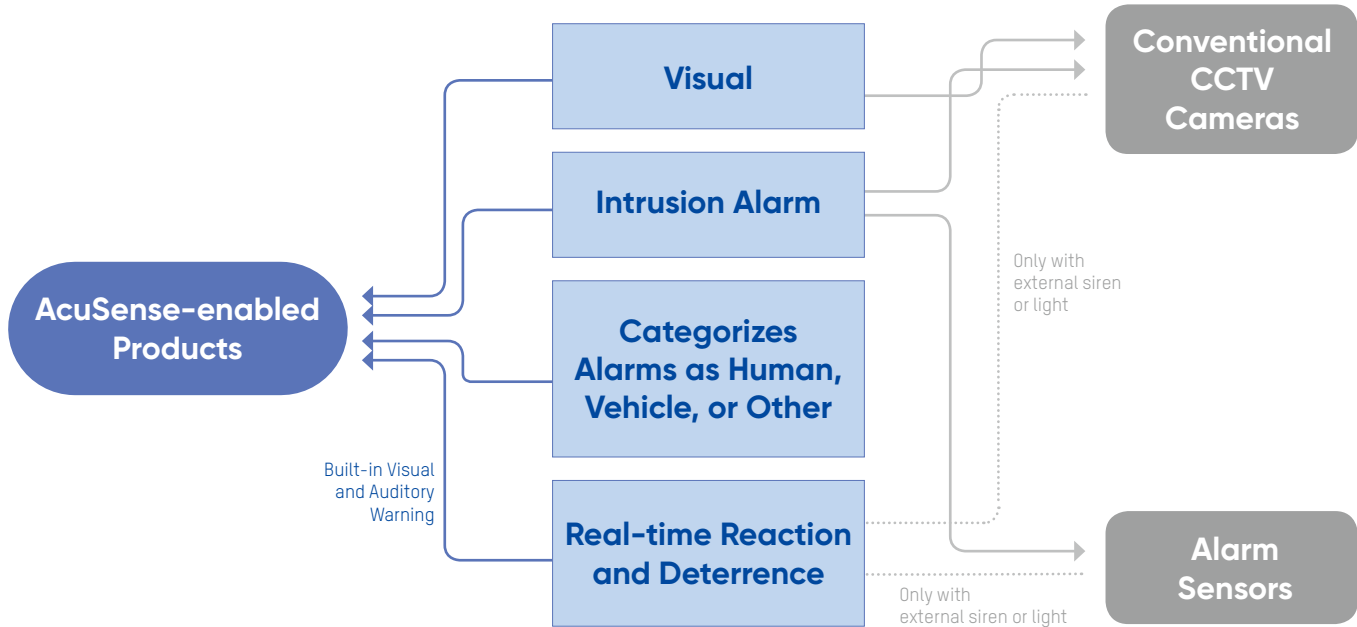 Visual
Conventional
CCTV
Cameras
Intrusion Alarm
Only with
external siren
or light
AcuSense-enabled
Products
Categorizes
Alarms as Human,
Vehicle, or Other
Built-in Visual
and Auditory
Warning
Real-time Reaction
and Deterrence
Alarm
Sensors
Only with
external siren or light